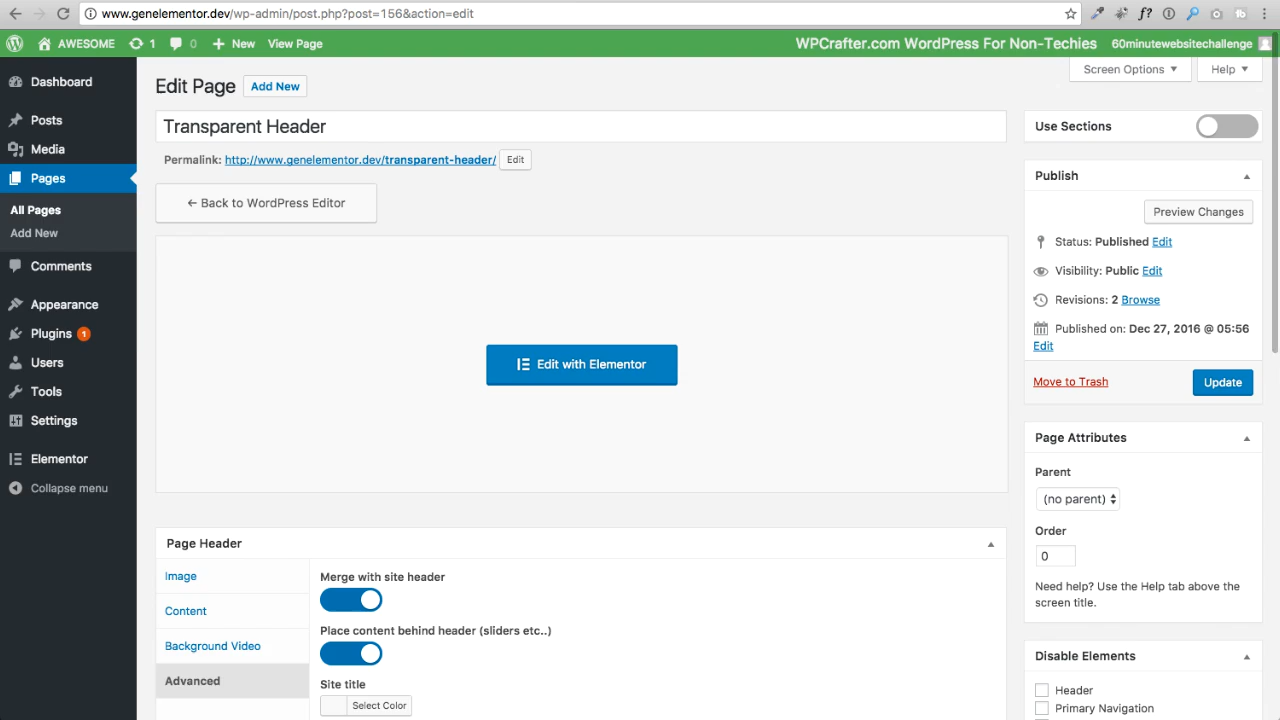 www.genelementor.dev/wp-admin/post.php?post=156&action=edit
AWESOME 1 0 New View Page WPCrafter.com WordPress For Non-Techies 60minutewebsitechallenge
Dashboard
Posts
Media
Pages
All Pages
Add New
Comments
Appearance
Plugins 1
Users
Tools
Settings
Elementor
Collapse menu
Screen Options Help
Edit Page Add New
Transparent Header
Permalink: http://www.genelementor.dev/transparent-header/ Edit
← Back to WordPress Editor
Edit with Elementor
Page Header
Image
Content
Background Video
Advanced
Merge with site header
Place content behind header (sliders etc..)
Site title
Select Color
Use Sections
Publish
Preview Changes
Status: Published Edit
Visibility: Public Edit
Revisions: 2 Browse
Published on: Dec 27, 2016 @ 05:56
Edit
Move to Trash Update
Page Attributes
Parent
(no parent)
Order
0
Need help? Use the Help tab above the
screen title.
Disable Elements
Header
Primary Navigation